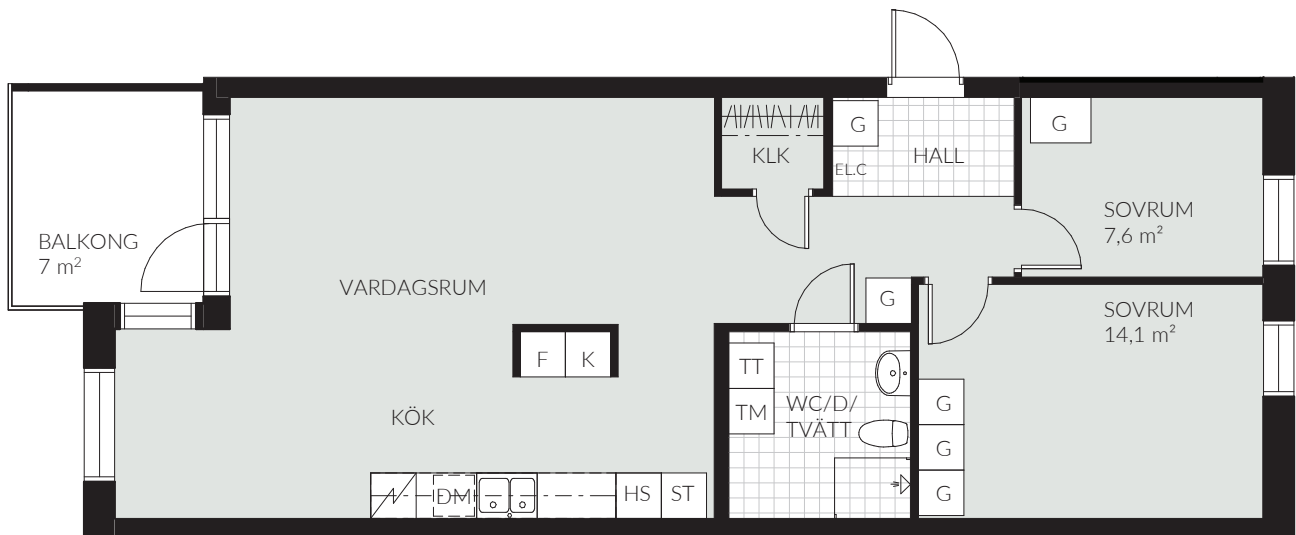 G
EL.C
HALL
G
KLK
SOVRUM
7,6 m²
BALKONG
7 m²
VARDAGSRUM
G
SOVRUM
14,1 m²
F
K
TT
TM
WC/D/
TVÄTT
KÖK
G
G
G
DM
HS
ST